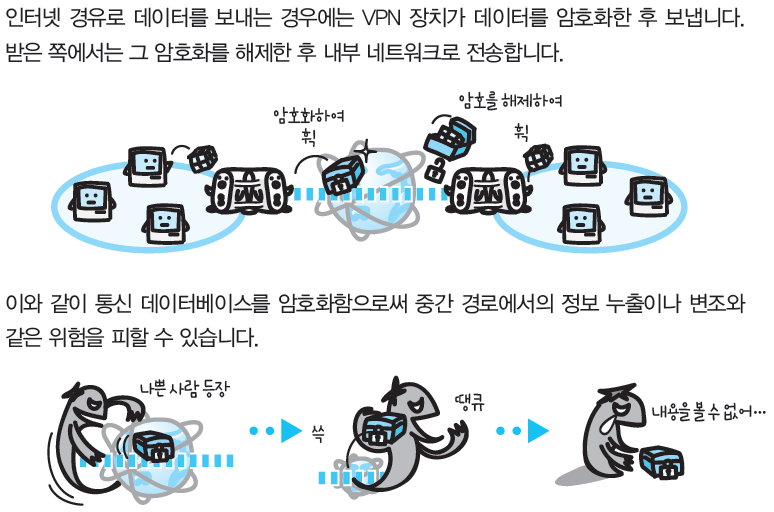 인터넷 경유로 데이터를 보내는 경우에는 VPN 장치가 데이터를 암호화한 후 보냅니다.
받은 쪽에서는 그 암호화를 해제한 후 내부 네트워크로 전송합니다.
암호화하여
휙
암호를 해제하여
휙
이와 같이 통신 데이터베이스를 암호화함으로써 중간 경로에서의 정보 누출이나 변조와
같은 위험을 피할 수 있습니다.
나쁜 사람 등장
쓱
땡큐
내용을 볼 수 없어…